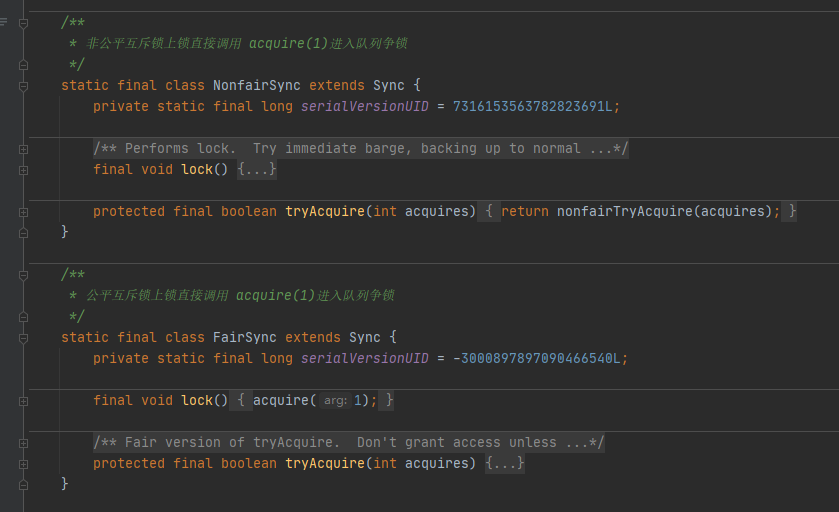 /**
 * 非公平互斥锁上锁直接调用 acquire(1)进入队列争锁
 */
static final class NonfairSync extends Sync {
    private static final long serialVersionUID = 7316153563782823691L;
    /** Performs lock.  Try immediate barge, backing up to normal ...*/
    final void lock() {...}
    protected final boolean tryAcquire(int acquires) { return nonfairTryAcquire(acquires); }
}
/**
 * 公平互斥锁上锁直接调用 acquire(1)进入队列争锁
 */
static final class FairSync extends Sync {
    private static final long serialVersionUID = -3000897897090466540L;
    final void lock() { acquire( arg: 1); }
    /** Fair version of tryAcquire.  Don't grant access unless ...*/
    protected final boolean tryAcquire(int acquires) {...}
}